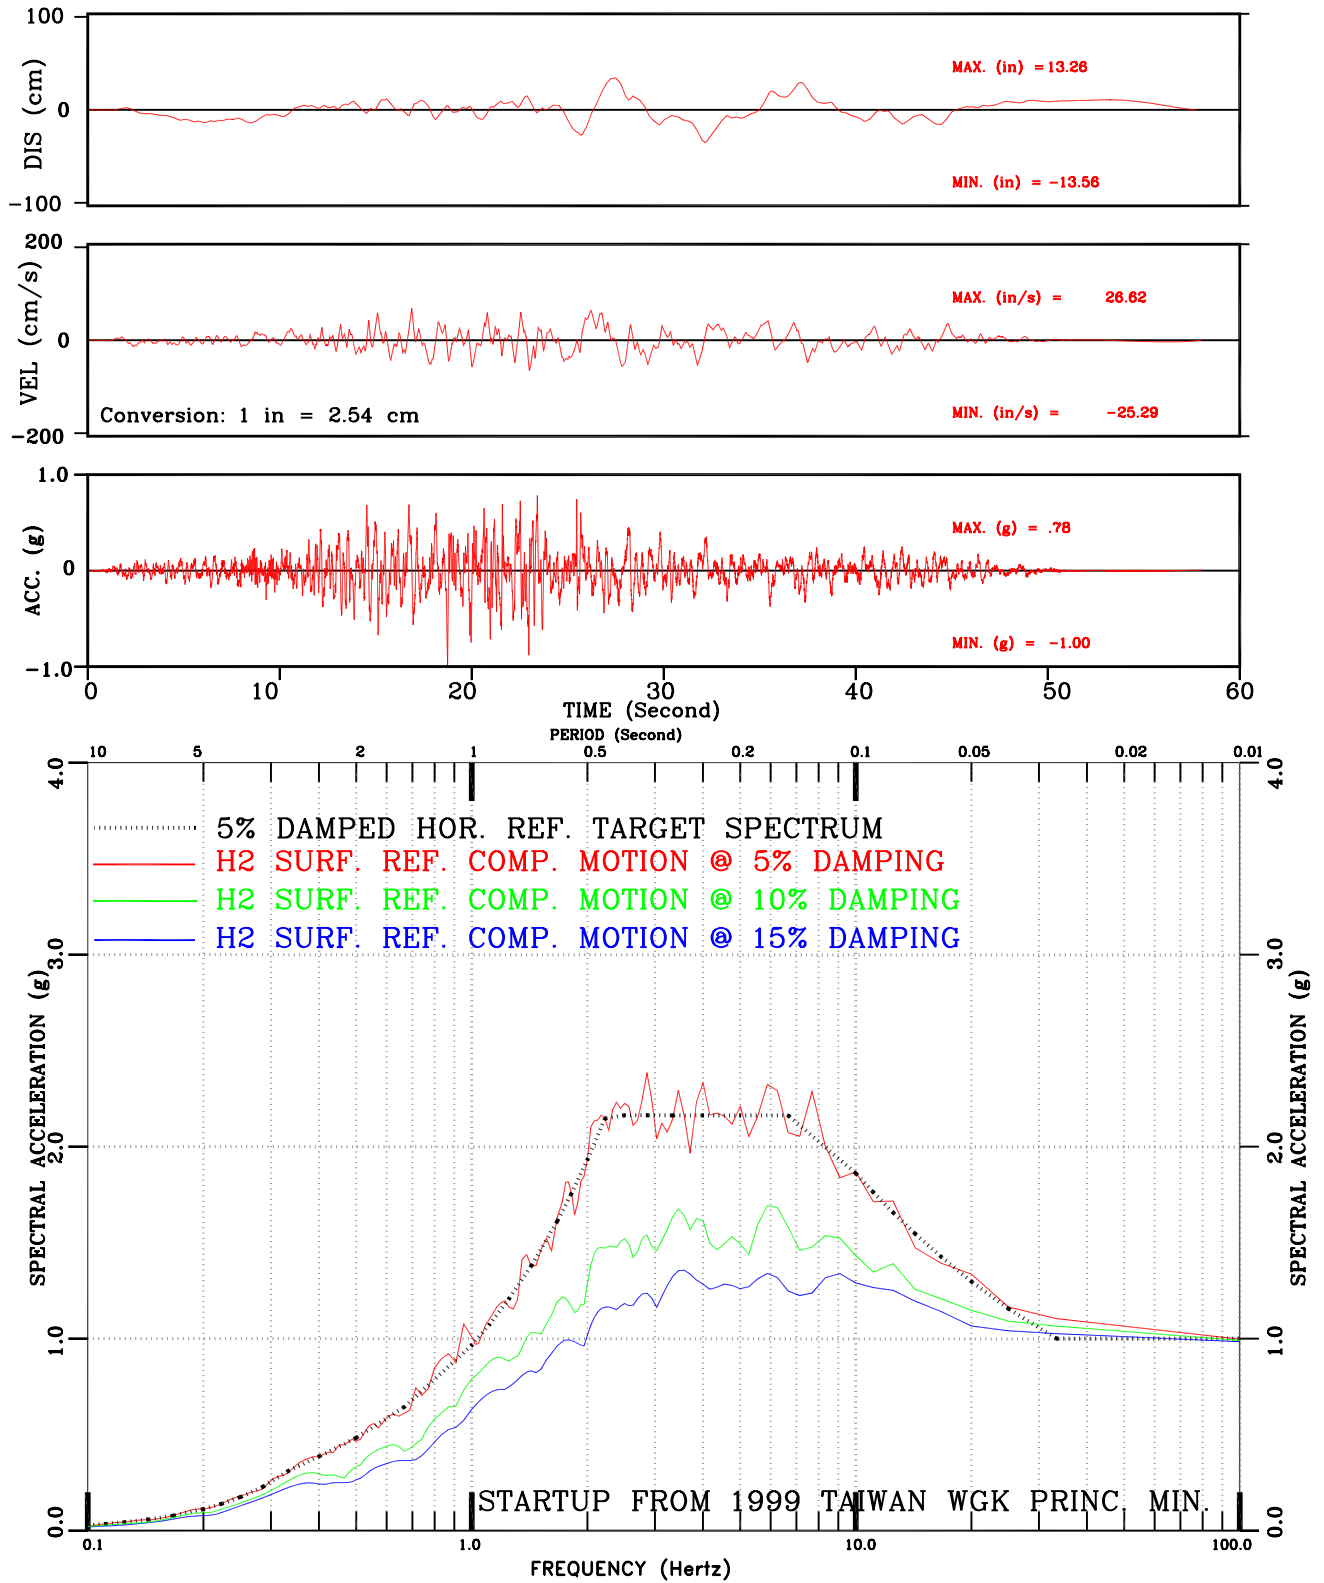 100
DIS (cm)
0
-100
MAX. (in) = 13.26
MIN. (in) = -13.56
200
VEL (cm/s)
0
-200
MAX. (in/s) = 26.62
Conversion: 1 in = 2.54 cm
MIN. (in/s) = -25.29
1.0
ACC. (g)
0
-1.0
MAX. (g) = .78
MIN. (g) = -1.00
0 10 20 30 40 50 60
TIME (Second)
PERIOD (Second)
10 5 2 1 0.5 0.2 0.1 0.05 0.02 0.01
4.0 4.0
5% DAMPED HOR. REF. TARGET SPECTRUM
H2 SURF. REF. COMP. MOTION @ 5% DAMPING
H2 SURF. REF. COMP. MOTION @ 10% DAMPING
H2 SURF. REF. COMP. MOTION @ 15% DAMPING
3.0 3.0
SPECTRAL ACCELERATION (g)
SPECTRAL ACCELERATION (g)
2.0 2.0
1.0 1.0
STARTUP FROM 1999 TAIWAN WGK PRINC. MIN.
0.0 0.0
0.1 1.0 10.0 100.0
FREQUENCY (Hertz)